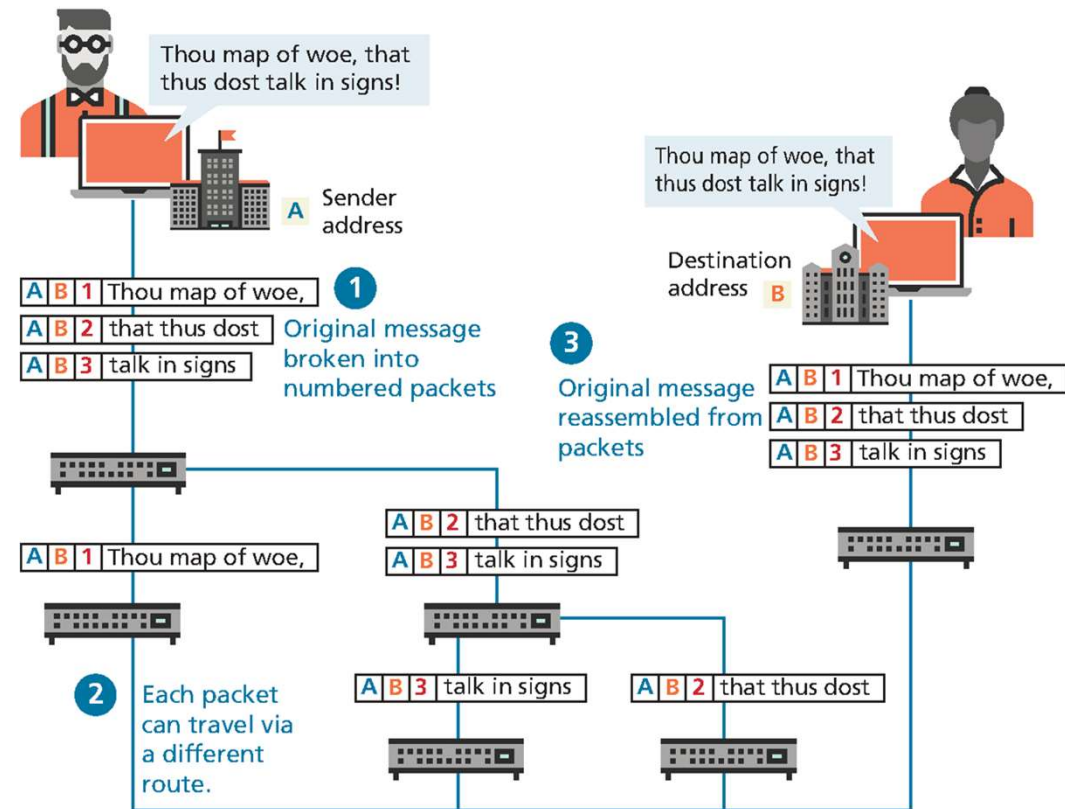 Thou map of woe, that
thus dost talk in signs!
A Sender
address
A B 1 Thou map of woe,
A B 2 that thus dost
A B 3 talk in signs
1
Original message
broken into
numbered packets
A B 1 Thou map of woe,
2 Each packet
can travel via
a different
route.
A B 2 that thus dost
A B 3 talk in signs
A B 3 talk in signs
A B 2 that thus dost
Thou map of woe, that
thus dost talk in signs!
Destination
address B
3
Original message
reassembled from
packets
A B 1 Thou map of woe,
A B 2 that thus dost
A B 3 talk in signs